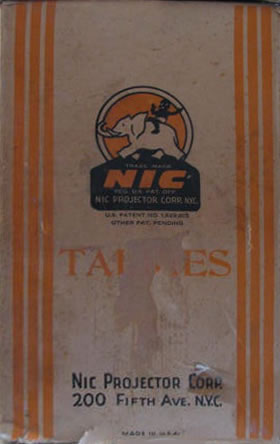 TRADE MARK
NIC
REG. U.S. PAT. OFF.
NIC PROJECTOR CORP. N.Y.C.
U.S. PATENT NO.
OTHER PAT. PENDING
NIC PROJECTOR CORP.
200 FIFTH AVE. N.Y.C.
MADE IN U.S.A.